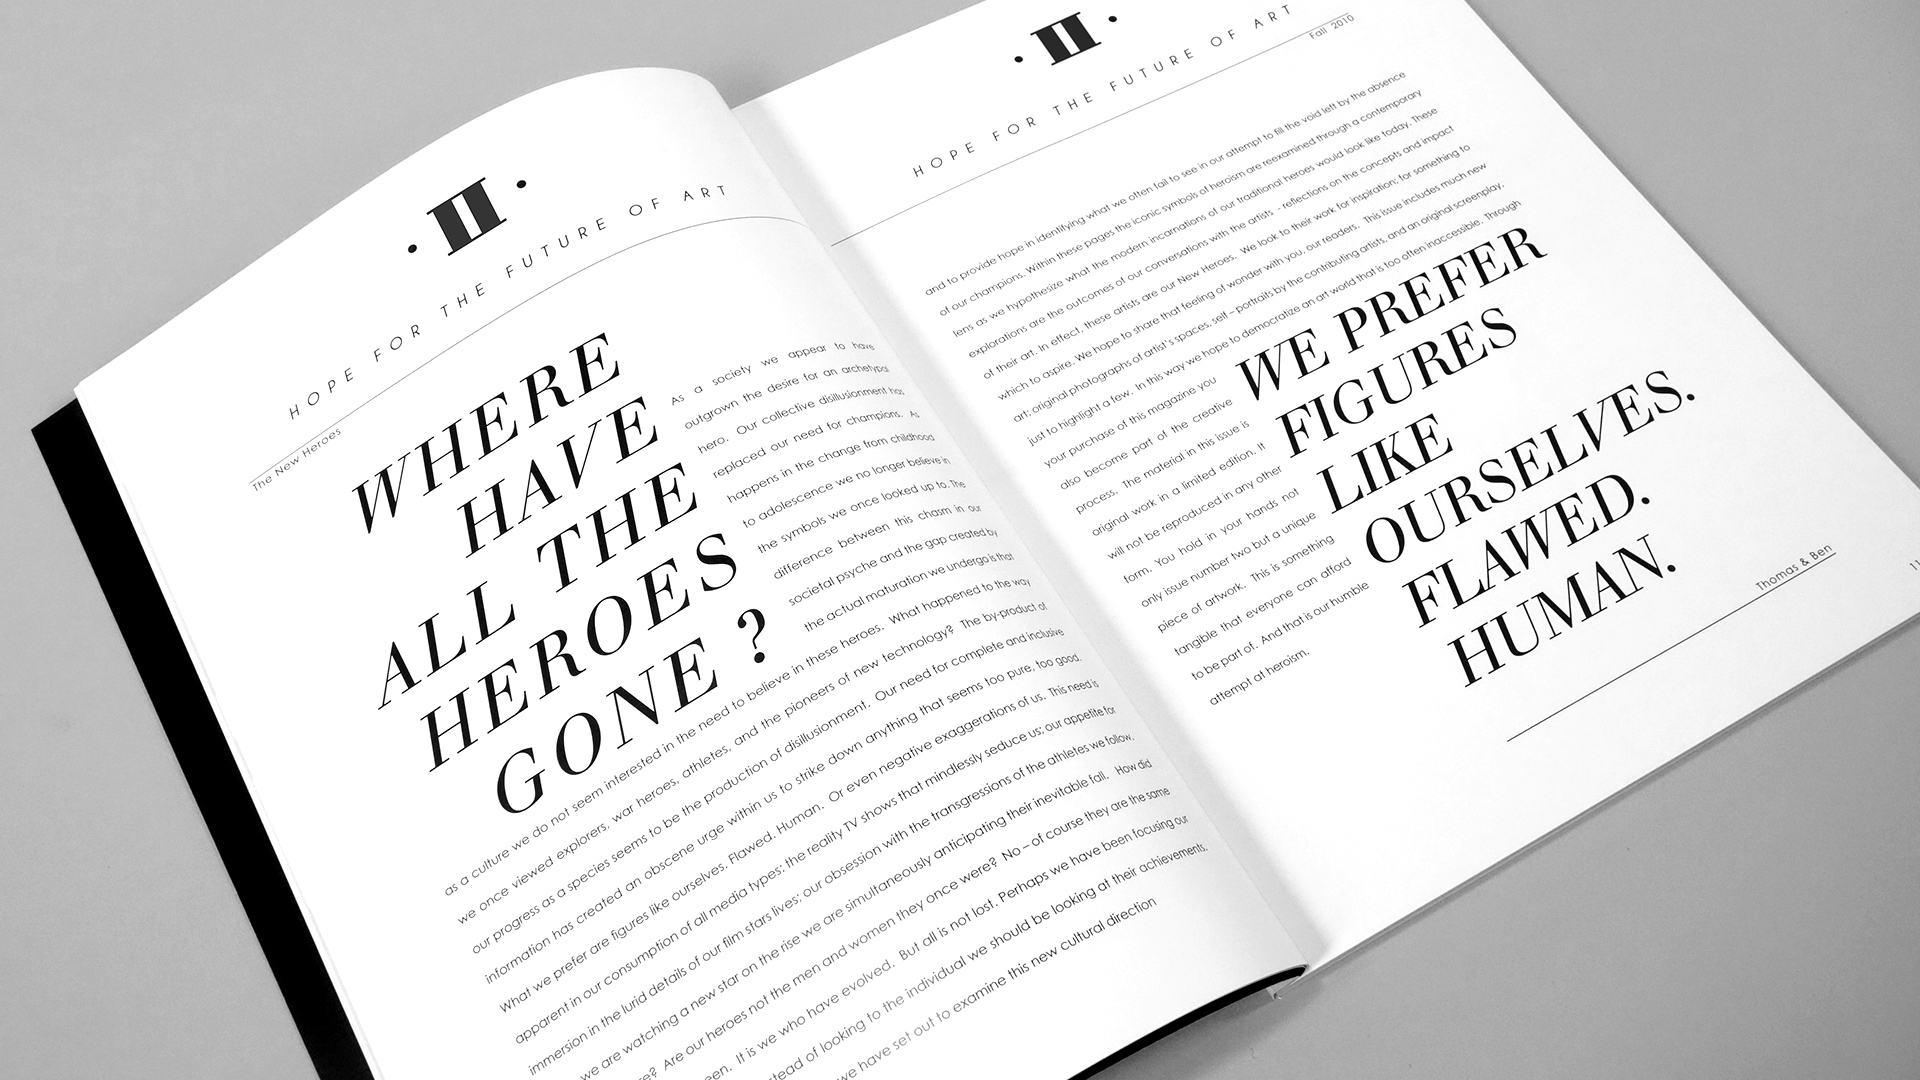 · II ·
HOPE FOR THE FUTURE OF ART
The New Heroes
WHERE
HAVE
ALL THE
HEROES
GONE ?
As a society we appear to have
outgrown the desire for an archetypal
hero. Our collective disillusionment has
replaced our need for champions. As
happens in the change from childhood
to adolescence we no longer believe in
the symbols we once looked up to. The
difference between this chasm in our
societal psyche and the gap created by
the actual maturation we undergo is that
as a culture we do not seem interested in the need to believe in these heroes. What happened to the way
we once viewed explorers, war heroes, athletes, and the pioneers of new technology? The by-product of
our progress as a species seems to be the production of disillusionment. Our need for complete and inclusive
information has created an obscene urge within us to strike down anything that seems too pure, too good.
What we prefer are figures like ourselves. Flawed. Human. Or even negative exaggerations of us. This need is
apparent in our consumption of all media types: the reality TV shows that mindlessly seduce us; our appetite for
immersion in the lurid details of our film stars lives; our obsession with the transgressions of the athletes we follow.
we are watching a new star on the rise we are simultaneously anticipating their inevitable fall. How did
? Are our heroes not the men and women they once were? No – of course they are the same
een. It is we who have evolved. But all is not lost. Perhaps we have been focusing our
stead of looking to the individual we should be looking at their achievements.
we have set out to examine this new cultural direction
· II ·
HOPE FOR THE FUTURE OF ART
Fall 2010
and to provide hope in identifying what we often fail to see in our attempt to fill the void left by the absence
of our champions. Within these pages the iconic symbols of heroism are reexamined through a contemporary
lens as we hypothesize what the modern incarnations of our traditional heroes would look like today. These
explorations are the outcomes of our conversations with the artists - reflections on the concepts and impact
of their art. In effect, these artists are our New Heroes. We look to their work for inspiration; for something to
which to aspire. We hope to share that feeling of wonder with you, our readers. This issue includes much new
art; original photographs of artist's spaces, self – portraits by the contributing artists, and an original screenplay,
just to highlight a few. In this way we hope to democratize an art world that is too often inaccessible. Through
your purchase of this magazine you
also become part of the creative
process. The material in this issue is
original work in a limited edition. It
will not be reproduced in any other
form. You hold in your hands not
only issue number two but a unique
piece of artwork. This is something
tangible that everyone can afford
to be part of. And that is our humble
attempt at heroism.
WE PREFER
FIGURES
LIKE
OURSELVES.
FLAWED.
HUMAN.
Thomas & Ben
11